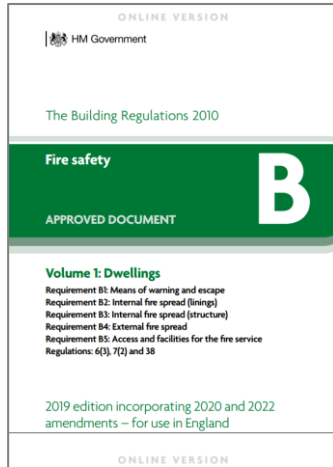 ONLINE VERSION
HM Government
The Building Regulations 2010
Fire safety
B
APPROVED DOCUMENT
Volume 1: Dwellings
Requirement B1: Means of warning and escape
Requirement B2: Internal fire spread (linings)
Requirement B3: Internal fire spread (structure)
Requirement B4: External fire spread
Requirement B5: Access and facilities for the fire service
Regulations: 6(3), 7(2) and 38
2019 edition incorporating 2020 and 2022
amendments – for use in England
ONLINE VERSION